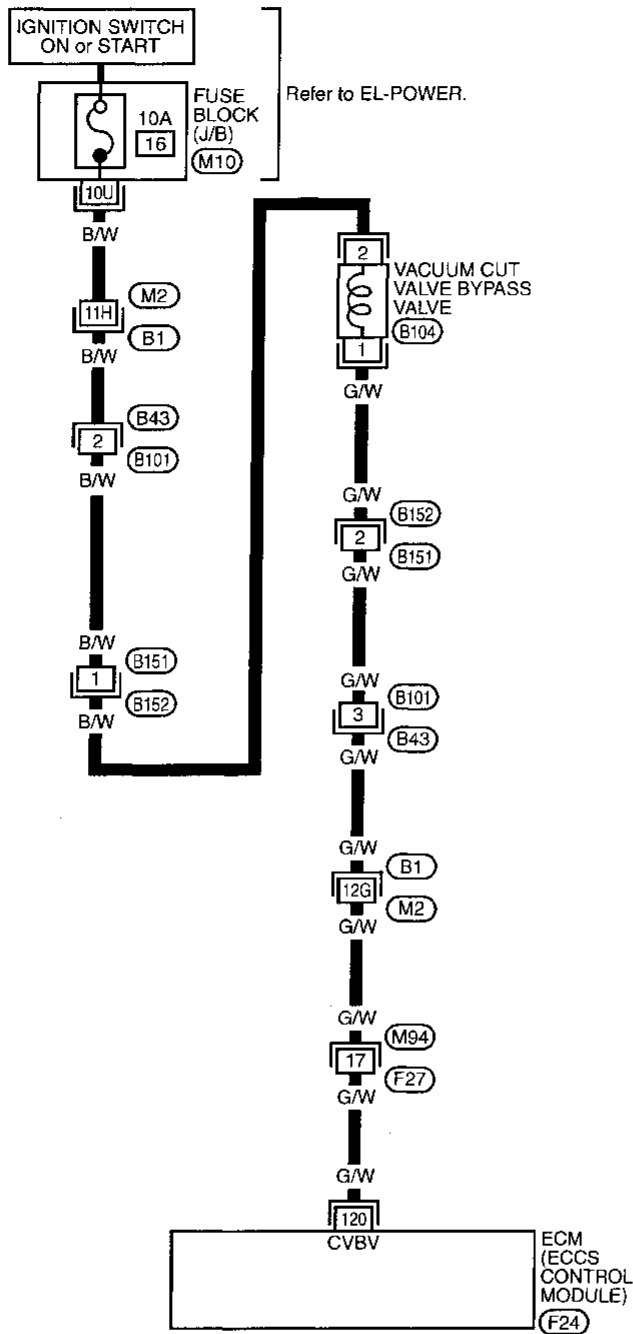 IGNITION SWITCH
ON or START
Refer to EL-POWER.
FUSE
BLOCK
(J/B)
10A
16
M10
10U
B/W
M2
11H
B1
B/W
B43
2
B101
B/W
B/W
B151
1
B152
B/W
2
VACUUM CUT
VALVE BYPASS
VALVE
B104
1
G/W
G/W
B152
2
B151
G/W
G/W
B101
3
B43
G/W
G/W
B1
12G
M2
G/W
G/W
M94
17
F27
G/W
G/W
120
CVBV
ECM
(ECCS
CONTROL
MODULE)
F24